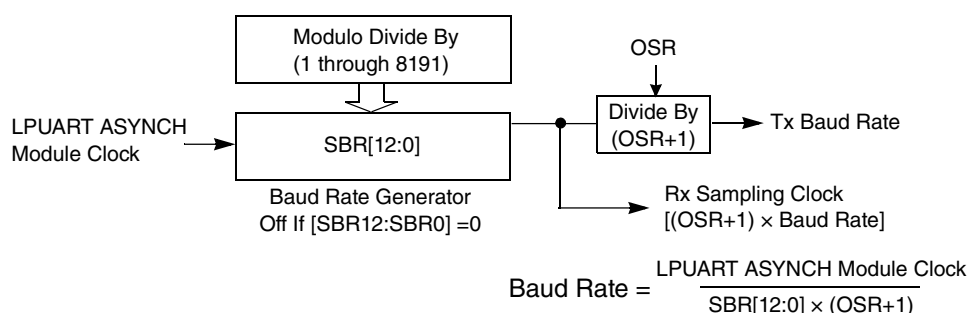 Modulo Divide By
(1 through 8191)
OSR
LPUART ASYNCH
Module Clock
SBR[12:0]
Divide By
(OSR+1)
Tx Baud Rate
Baud Rate Generator
Off If [SBR12:SBR0] =0
Rx Sampling Clock
[(OSR+1) × Baud Rate]
Baud Rate = LPUART ASYNCH Module Clock
SBR[12:0] × (OSR+1)